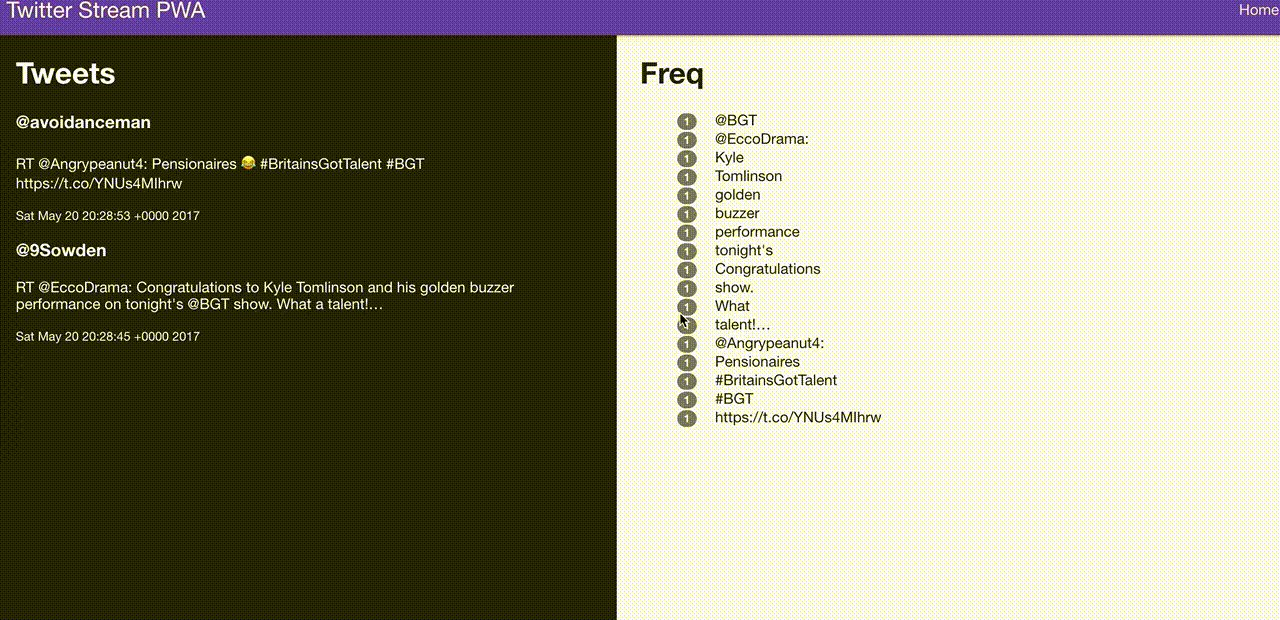 Twitter Stream PWA
Home
Tweets
@avoidanceman
RT @Angrypeanut4: Pensionaires 😂 #BritainsGotTalent #BGT
https://t.co/YNUs4MIhrw
Sat May 20 20:28:53 +0000 2017
@9Sowden
RT @EccoDrama: Congratulations to Kyle Tomlinson and his golden buzzer
performance on tonight's @BGT show. What a talent!…
Sat May 20 20:28:45 +0000 2017
Freq
1 @BGT
1 @EccoDrama:
1 Kyle
1 Tomlinson
1 golden
1 buzzer
1 performance
1 tonight's
1 Congratulations
1 show.
1 What
talent!…
1 @Angrypeanut4:
1 Pensionaires
1 #BritainsGotTalent
1 #BGT
1 https://t.co/YNUs4MIhrw